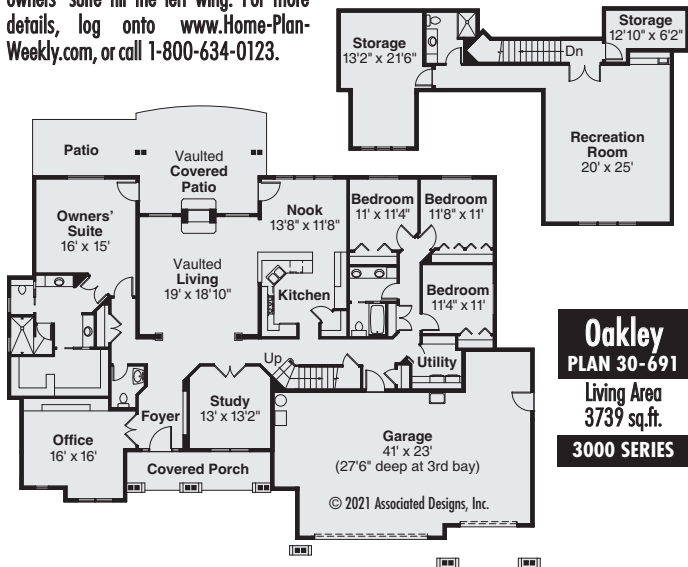 owners' suite fill the left wing. For more
details, log onto www.Home-Plan-
Weekly.com, or call 1-800-634-0123.
Storage
13'2" x 21'6"
Dn
Storage
12'10" x 6'2"
Recreation
Room
20' x 25'
Patio
Vaulted
Covered
Patio
Owners'
Suite
16' x 15'
Nook
13'8" x 11'8"
Bedroom
11' x 11'4"
Bedroom
11'8" x 11'
Vaulted
Living
19' x 18'10"
Kitchen
Bedroom
11'4" x 11'
Up
Utility
Study
13' x 13'2"
Foyer
Office
16' x 16'
Covered Porch
Garage
41' x 23'
(27'6" deep at 3rd bay)
© 2021 Associated Designs, Inc.
Oakley
PLAN 30-691
Living Area
3739 sq.ft.
3000 SERIES